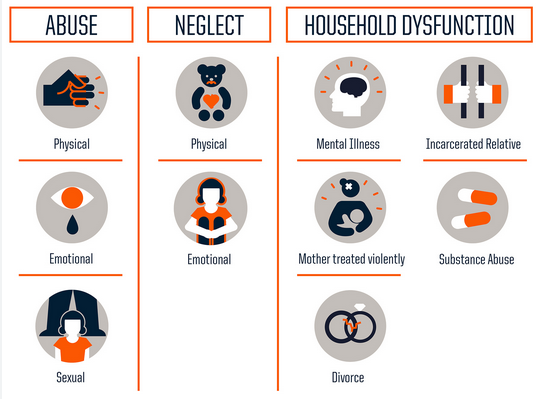 ABUSE
NEGLECT
HOUSEHOLD DYSFUNCTION
Physical
Physical
Mental Illness
Incarcerated Relative
Emotional
Emotional
Mother treated violently
Substance Abuse
Sexual
Divorce